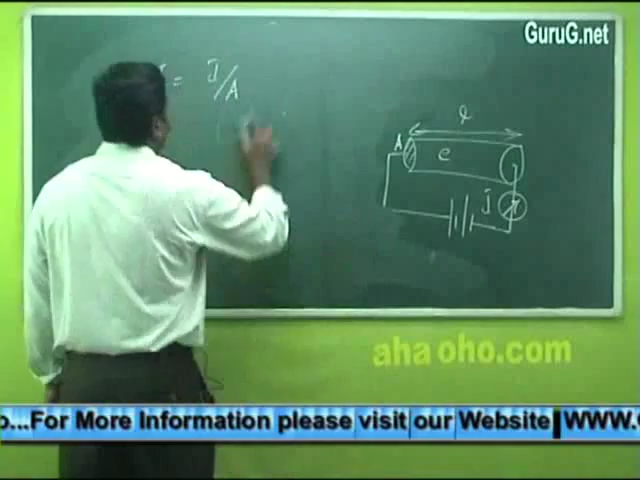 GuruG.net
= I/A
l
A
e
I
aha oho.com
o...For More Information please visit our Website WWW.